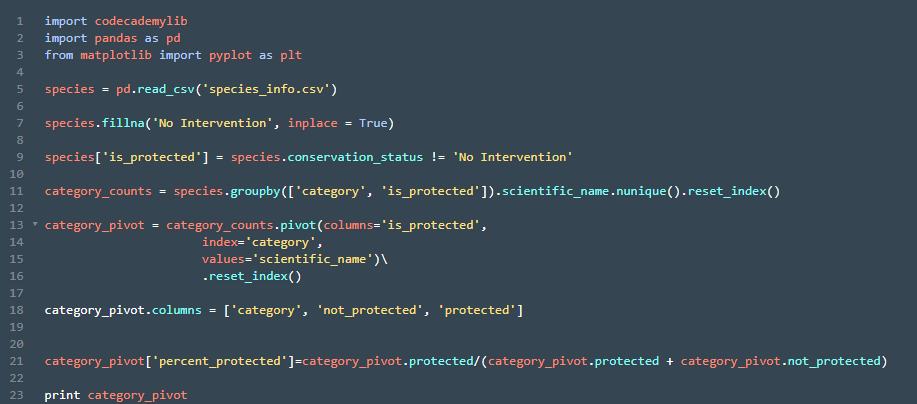 1 import codecademylib
2 import pandas as pd
3 from matplotlib import pyplot as plt
4
5 species = pd.read_csv('species_info.csv')
6
7 species.fillna('No Intervention', inplace = True)
8
9 species['is_protected'] = species.conservation_status != 'No Intervention'
10
11 category_counts = species.groupby(['category', 'is_protected']).scientific_name.nunique().reset_index()
12
13 category_pivot = category_counts.pivot(columns='is_protected',
14 index='category',
15 values='scientific_name')\
16 .reset_index()
17
18 category_pivot.columns = ['category', 'not_protected', 'protected']
19
20
21 category_pivot['percent_protected']=category_pivot.protected/(category_pivot.protected + category_pivot.not_protected)
22
23 print category_pivot